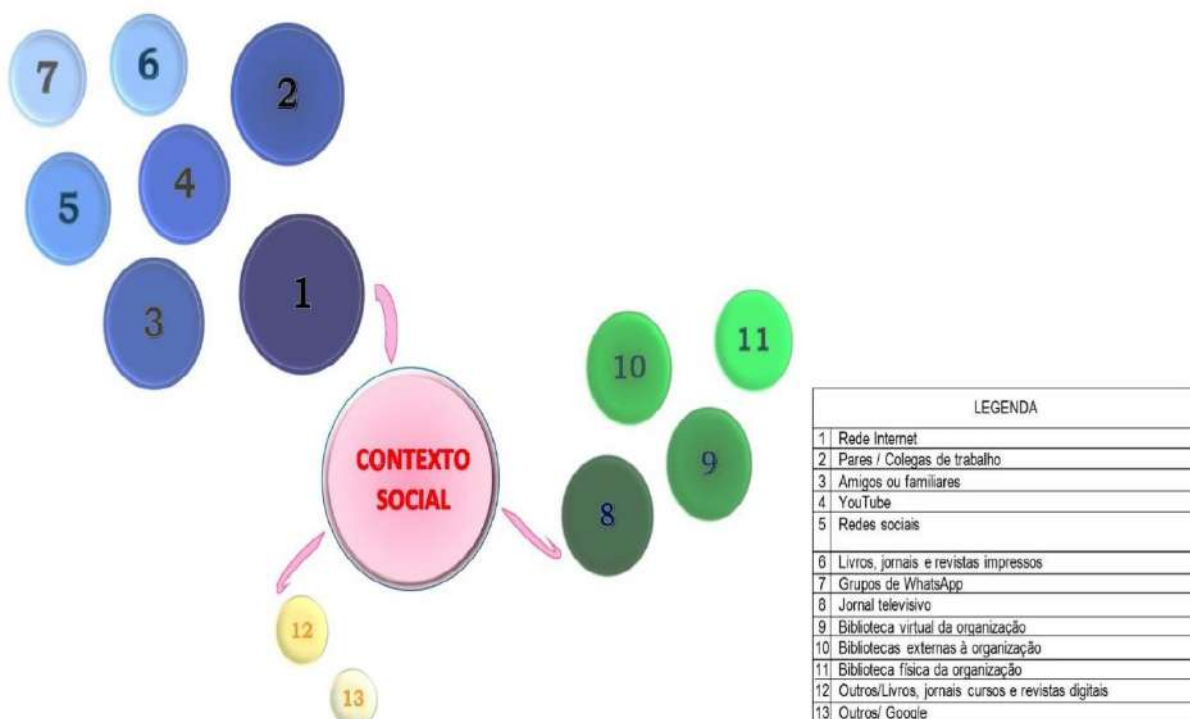 7
6
2
4
5
1
3
CONTEXTO
SOCIAL
11
10
9
8
12
13
LEGENDA
1 Rede Internet
2 Pares / Colegas de trabalho
3 Amigos ou familiares
4 YouTube
5 Redes sociais
6 Livros, jornais e revistas impressos
7 Grupos de WhatsApp
8 Jornal televisivo
9 Biblioteca virtual da organização
10 Bibliotecas externas à organização
11 Biblioteca física da organização
12 Outros/Livros, jornais cursos e revistas digitais
13 Outros/ Google